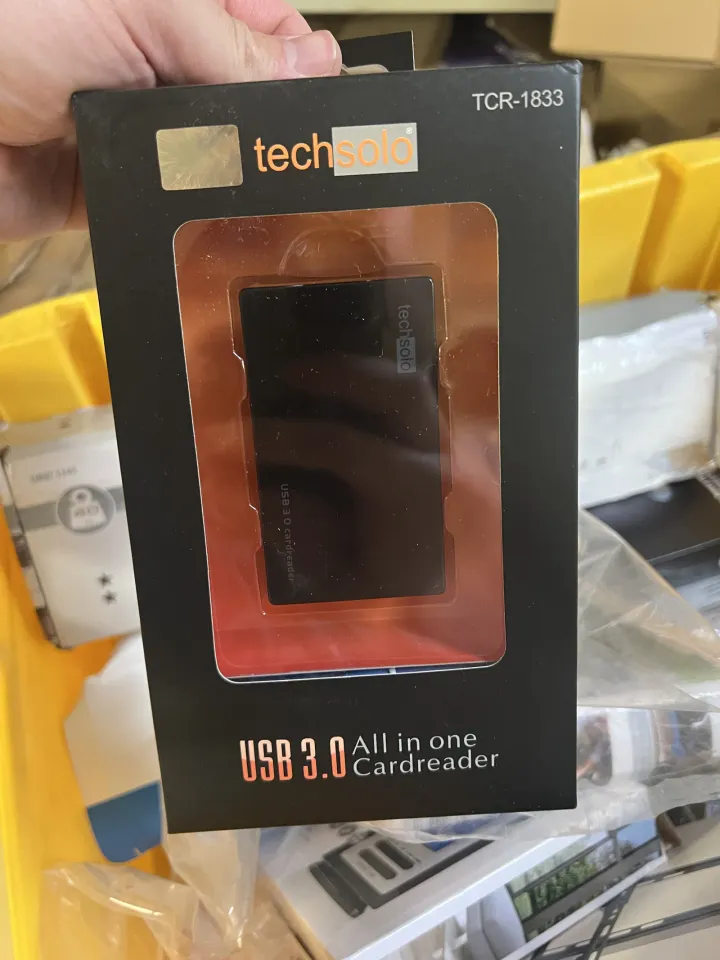 TCR-1833
techsolo
techsolo
USB 3.0 cardreader
USB 3.0 All in one
Cardreader